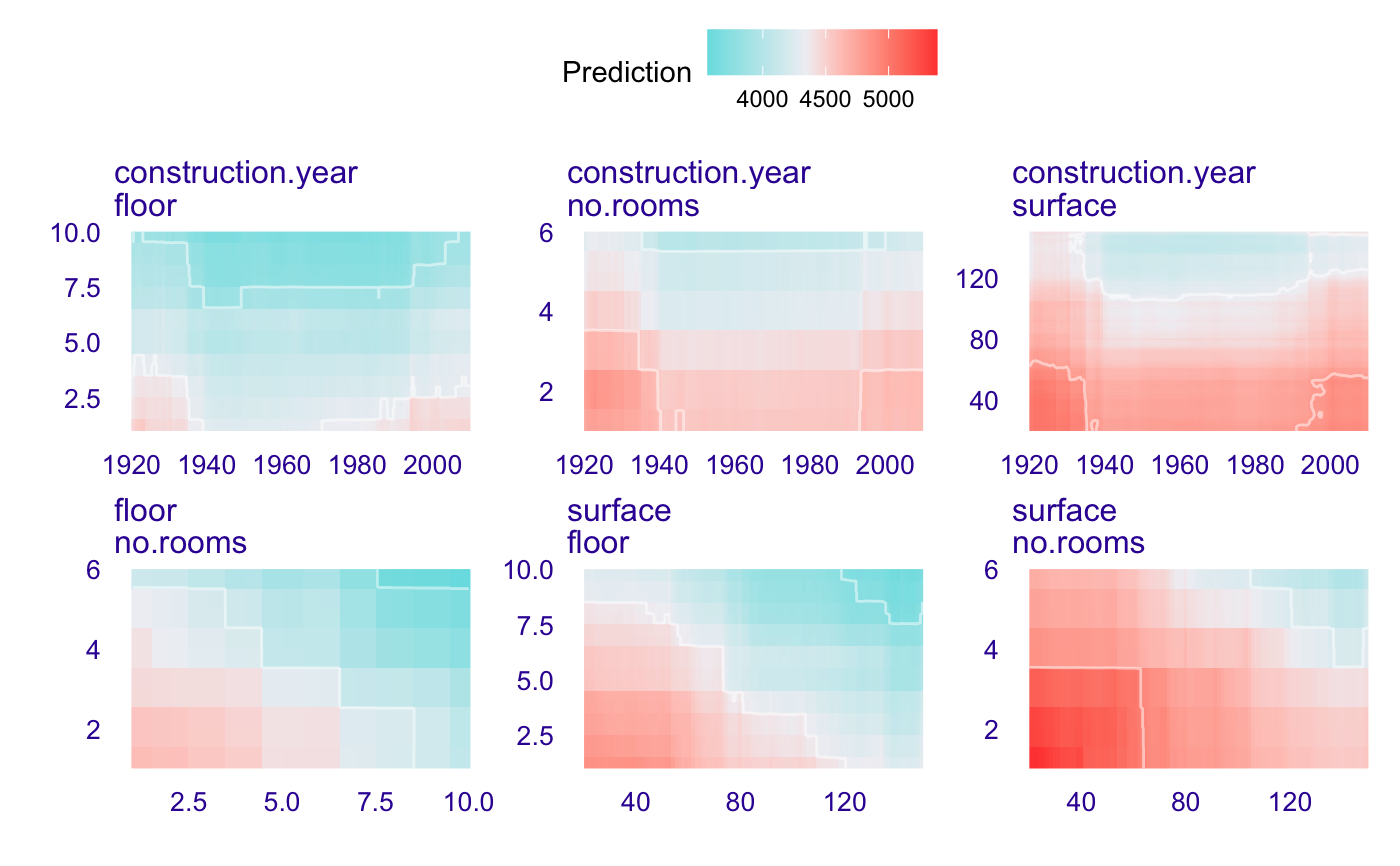 Prediction
4000 4500 5000
construction.year
floor
10.0
7.5
5.0
2.5
1920 1940 1960 1980 2000
construction.year
no.rooms
6
4
2
1920 1940 1960 1980 2000
construction.year
surface
120
80
40
1920 1940 1960 1980 2000
floor
no.rooms
6
4
2
2.5 5.0 7.5 10.0
surface
floor
10.0
7.5
5.0
2.5
40 80 120
surface
no.rooms
6
4
2
40 80 120